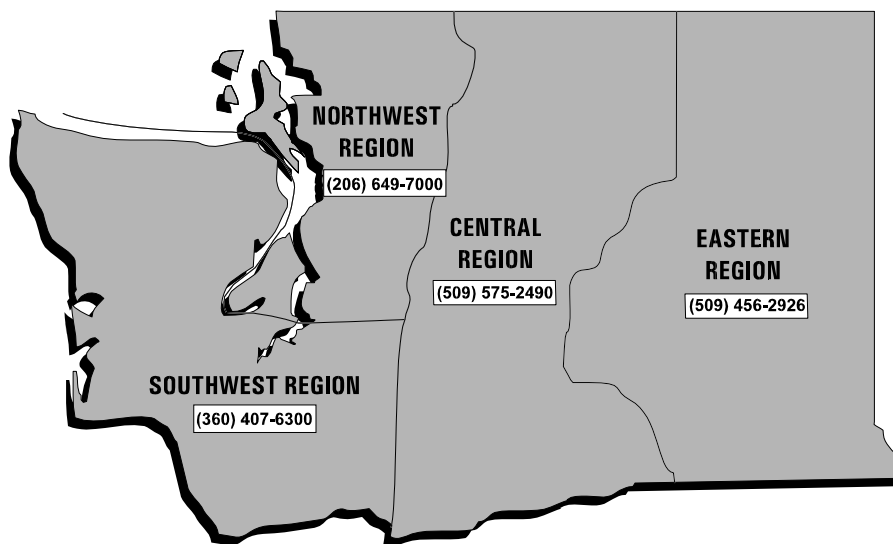 NORTHWEST
REGION
(206) 649-7000
CENTRAL
REGION
(509) 575-2490
EASTERN
REGION
(509) 456-2926
SOUTHWEST REGION
(360) 407-6300